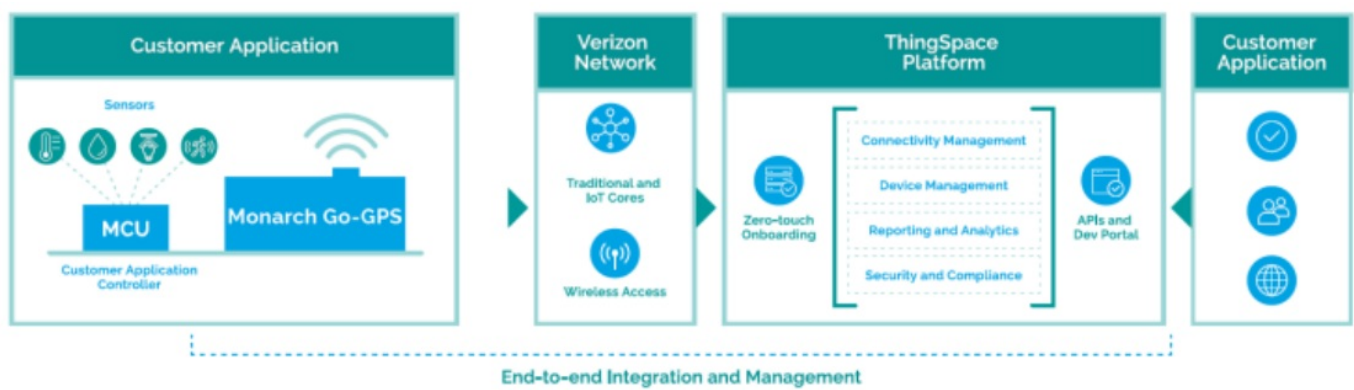 Customer Application
Sensors
MCU
Monarch Go-GPS
Customer Application
Controller
Verizon
Network
Traditional and
IoT Cores
Wireless Access
ThingSpace
Platform
Zero-touch
Onboarding
Connectivity Management
Device Management
Reporting and Analytics
Security and Compliance
APIs and
Dev Portal
Customer
Application
End-to-end Integration and Management